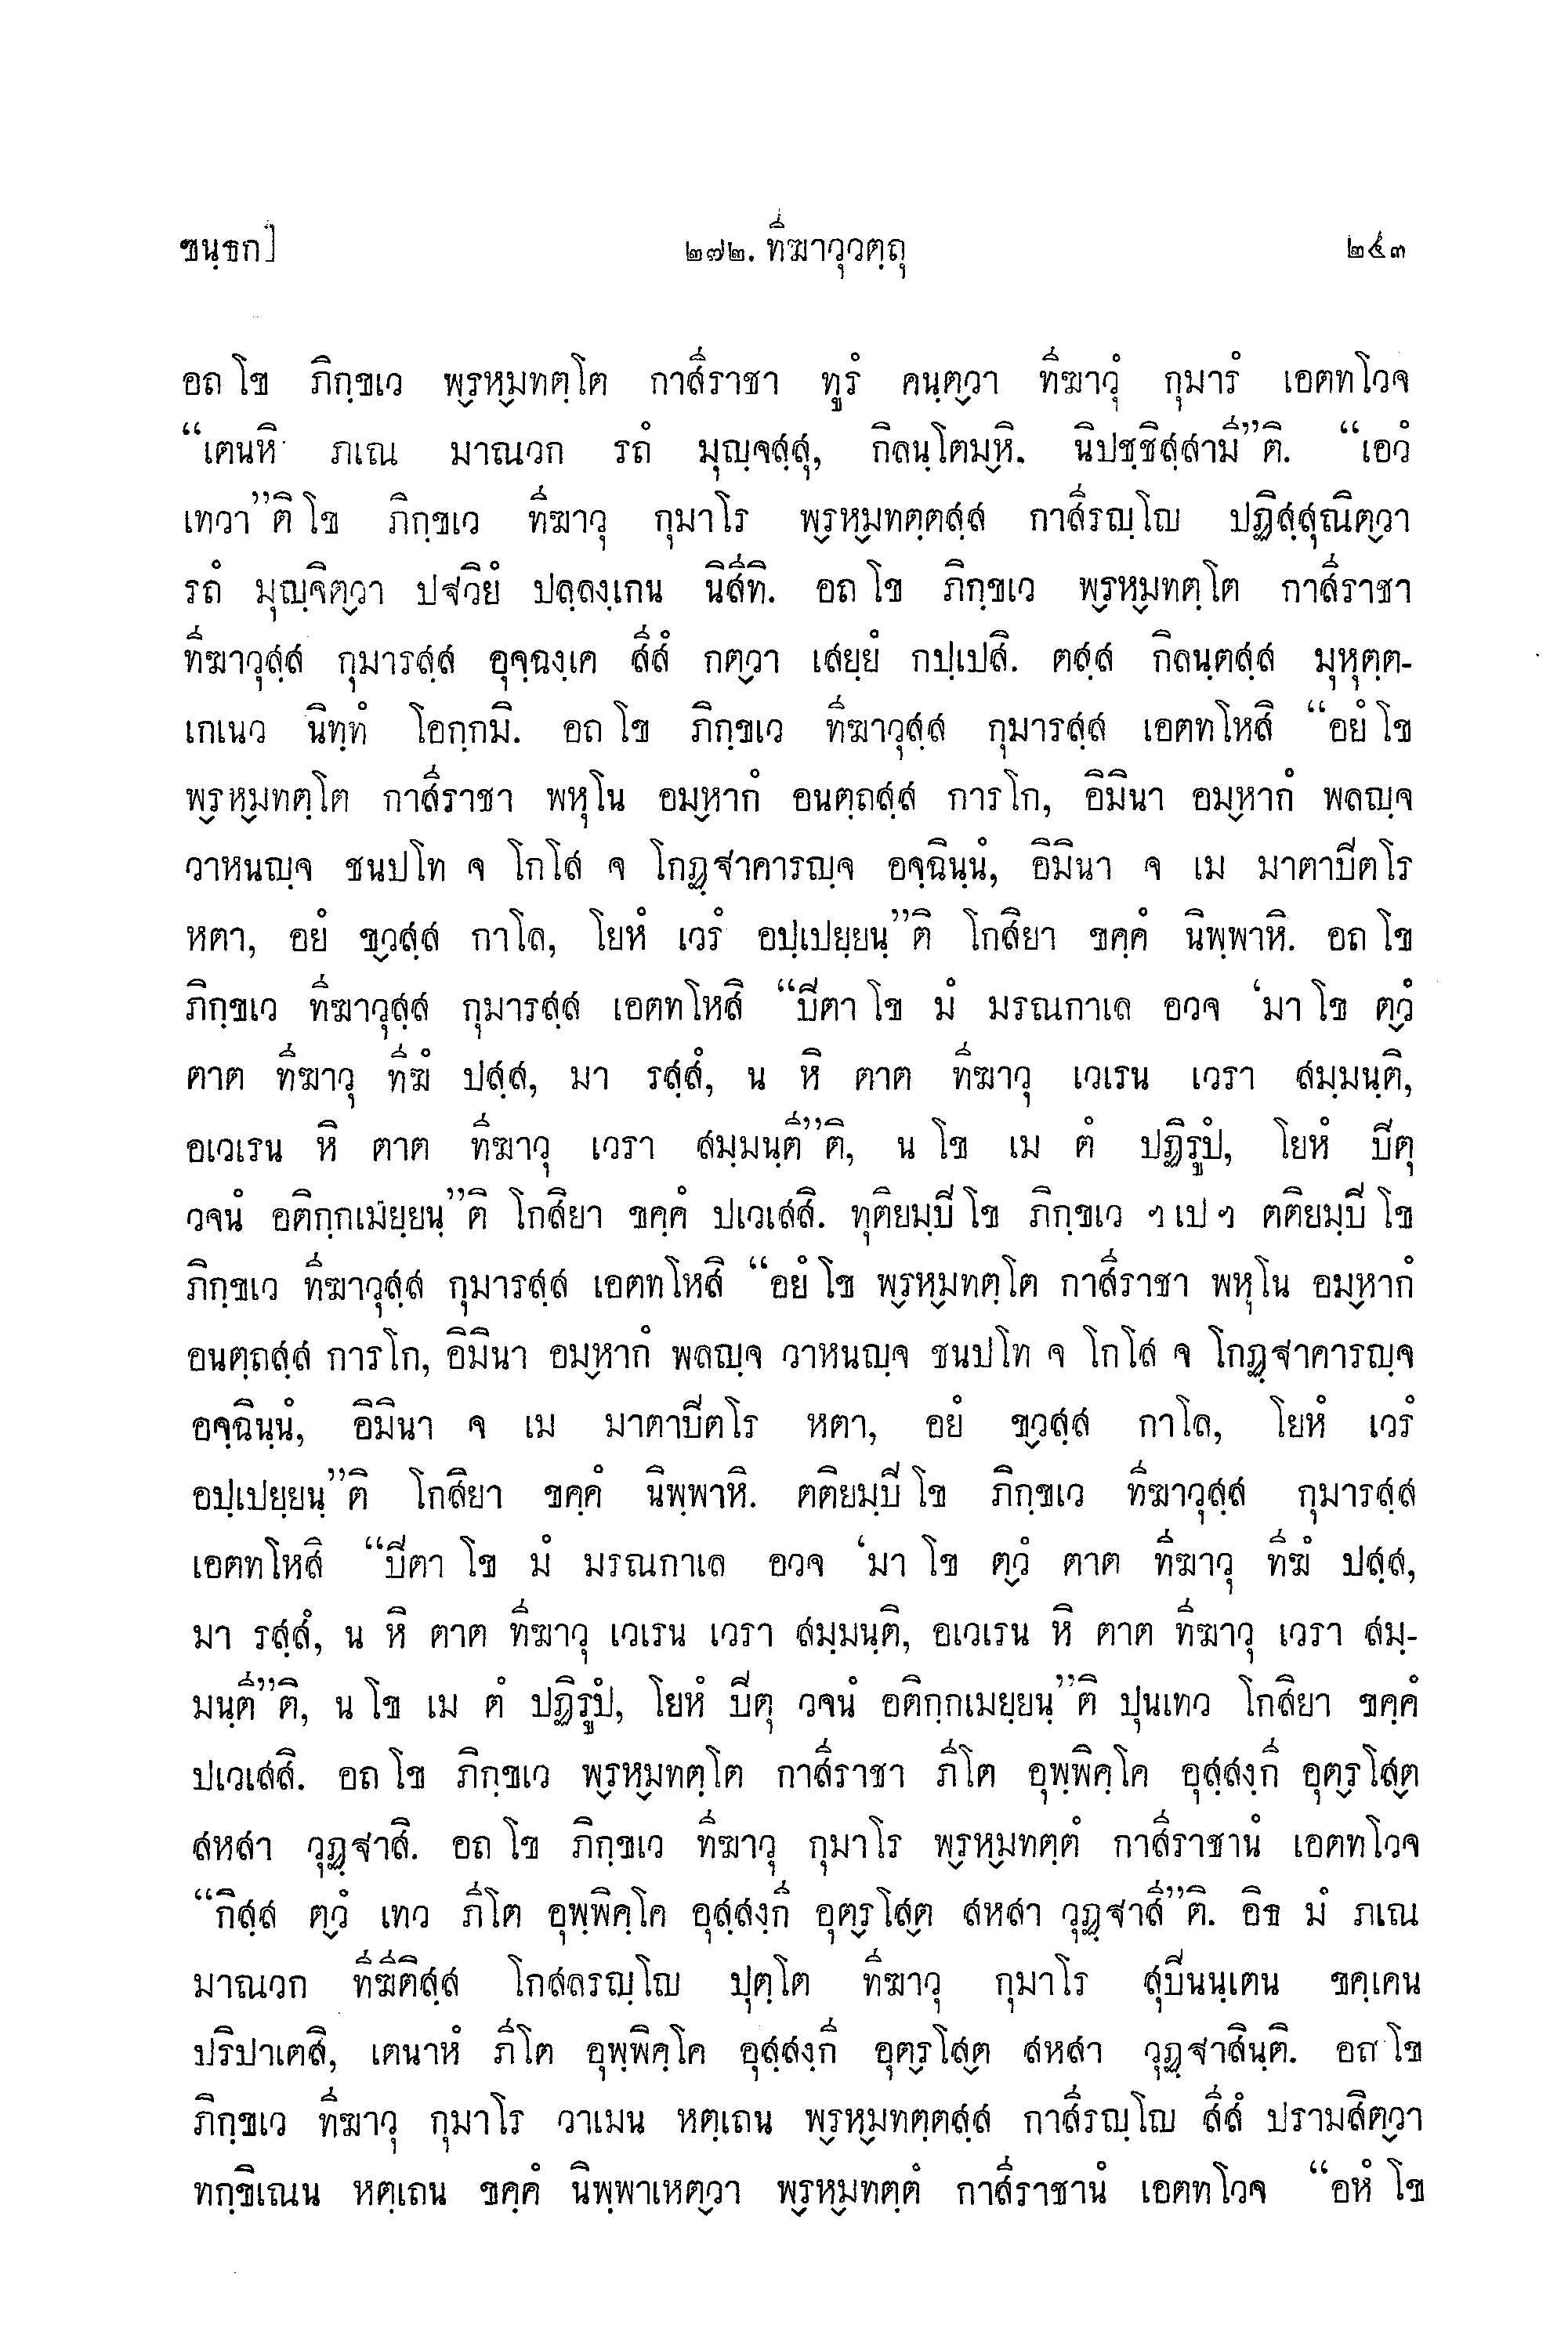 ขนฺธก]
๒๗๒. ทีฆาวุวตฺถุ
๒๕๓
อถ โข ภิกฺขเว พ๎รห๎มทตฺโต กาสีราชา ทูรํ คนฺต๎วา ทีฆาวุํ กุมารํ เอตทโวจ
“เตนหิ ภเณ มาณวก รถํ มุญฺจสฺสุ, กิลนฺโตม๎หิ. นิปชฺชิสฺสามี”ติ. “เอวํ
เทวา”ติ โข ภิกฺขเว ทีฆาวุ กุมาโร พ๎รห๎มทตฺตสฺส กาสีรญฺโญ ปฏิสฺสุณิต๎วา
รถํ มุญฺจิต๎วา ปฐวิยํ ปลฺลงฺเกน นิสีทิ. อถ โข ภิกฺขเว พ๎รห๎มทตฺโต กาสีราชา
ทีฆาวุสฺส กุมารสฺส อุจฺฉงฺเค สีสํ กต๎วา เสยฺยํ กปฺเปสิ. ตสฺส กิลนฺตสฺส มุหุตฺต-
เกเนว นิทฺทํ โอกฺกมิ. อถ โข ภิกฺขเว ทีฆาวุสฺส กุมารสฺส เอตทโหสิ “อยํ โข
พ๎รห๎มทตฺโต กาสีราชา พหุโน อม๎หากํ อนตฺถสฺส การโก, อิมินา อม๎หากํ พลญฺจ
วาหนญฺจ ชนปโท จ โกโส จ โกฏฺฐาคารญฺจ อจฺฉินฺนํ, อิมินา จ เม มาตาปิตโร
หตา, อยํ ข๎วสฺส กาโล, โยหํ เวรํ อปฺเปยฺยนฺ”ติ โกสิยา ขคฺคํ นิพฺพาหิ. อถ โข
ภิกฺขเว ทีฆาวุสฺส กุมารสฺส เอตทโหสิ “ปิตา โข มํ มรณกาเล อวจ ‘มา โข ต๎วํ
ตาต ทีฆาวุ ทีฆํ ปสฺส, มา รสฺสํ, น หิ ตาต ทีฆาวุ เวเรน เวรา สมฺมนฺติ,
อเวเรน หิ ตาต ทีฆาวุ เวรา สมฺมนฺตี”ติ, น โข เม ตํ ปฏิรูปํ, โยหํ ปิตุ
วจนํ อติกฺกเมยฺยนฺ”ติ โกสิยา ขคฺคํ ปเวเสสิ. ทุติยมฺปิ โข ภิกฺขเว ฯ เป ฯ ตติยมฺปิ โข
ภิกฺขเว ทีฆาวุสฺส กุมารสฺส เอตทโหสิ “อยํ โข พ๎รห๎มทตฺโต กาสีราชา พหุโน อม๎หากํ
อนตฺถสฺส การโก, อิมินา อม๎หากํ พลญฺจ วาหนญฺจ ชนปโท จ โกโส จ โกฏฺฐาคารญฺจ
อจฺฉินฺนํ, อิมินา จ เม มาตาปิตโร หตา, อยํ ข๎วสฺส กาโล, โยหํ เวรํ
อปฺเปยฺยนฺ”ติ โกสิยา ขคฺคํ นิพฺพาหิ. ตติยมฺปิ โข ภิกฺขเว ทีฆาวุสฺส กุมารสฺส
เอตทโหสิ “ปิตา โข มํ มรณกาเล อวจ ‘มา โข ต๎วํ ตาต ทีฆาวุ ทีฆํ ปสฺส,
มา รสฺสํ, น หิ ตาต ทีฆาวุ เวเรน เวรา สมฺมนฺติ, อเวเรน หิ ตาต ทีฆาวุ เวรา สมฺ-
มนฺตี”ติ, น โข เม ตํ ปฏิรูปํ, โยหํ ปิตุ วจนํ อติกฺกเมยฺยนฺ”ติ ปุนเทว โกสิยา ขคฺคํ
ปเวเสสิ. อถ โข ภิกฺขเว พ๎รห๎มทตฺโต กาสีราชา ภีโต อุพฺพิคฺโค อุสฺสงฺกี อุต๎รโสต๎
สหสา วุฏฺฐาสิ. อถ โข ภิกฺขเว ทีฆาวุ กุมาโร พ๎รห๎มทตฺตํ กาสีราชานํ เอตทโวจ
“กิสฺส ต๎วํ เทว ภีโต อุพฺพิคฺโค อุสฺสงฺกี อุต๎รโสต๎ สหสา วุฏฺฐาสี”ติ. อิธ มํ ภเณ
มาณวก ทีฆีติสฺส โกสลรญฺโญ ปุตฺโต ทีฆาวุ กุมาโร สุปินนฺเตน ขคฺเคน
ปริปาเตสิ, เตนาหํ ภีโต อุพฺพิคฺโค อุสฺสงฺกี อุต๎รโสต๎ สหสา วุฏฺฐาสินฺติ. อถ โข
ภิกฺขเว ทีฆาวุ กุมาโร วาเมน หตฺเถน พ๎รห๎มทตฺตสฺส กาสีรญฺโญ สีสํ ปรามสิต๎วา
ทกฺขิเณน หตฺเถน ขคฺคํ นิพฺพาเหต๎วา พ๎รห๎มทตฺตํ กาสีราชานํ เอตทโวจ “อหํ โข